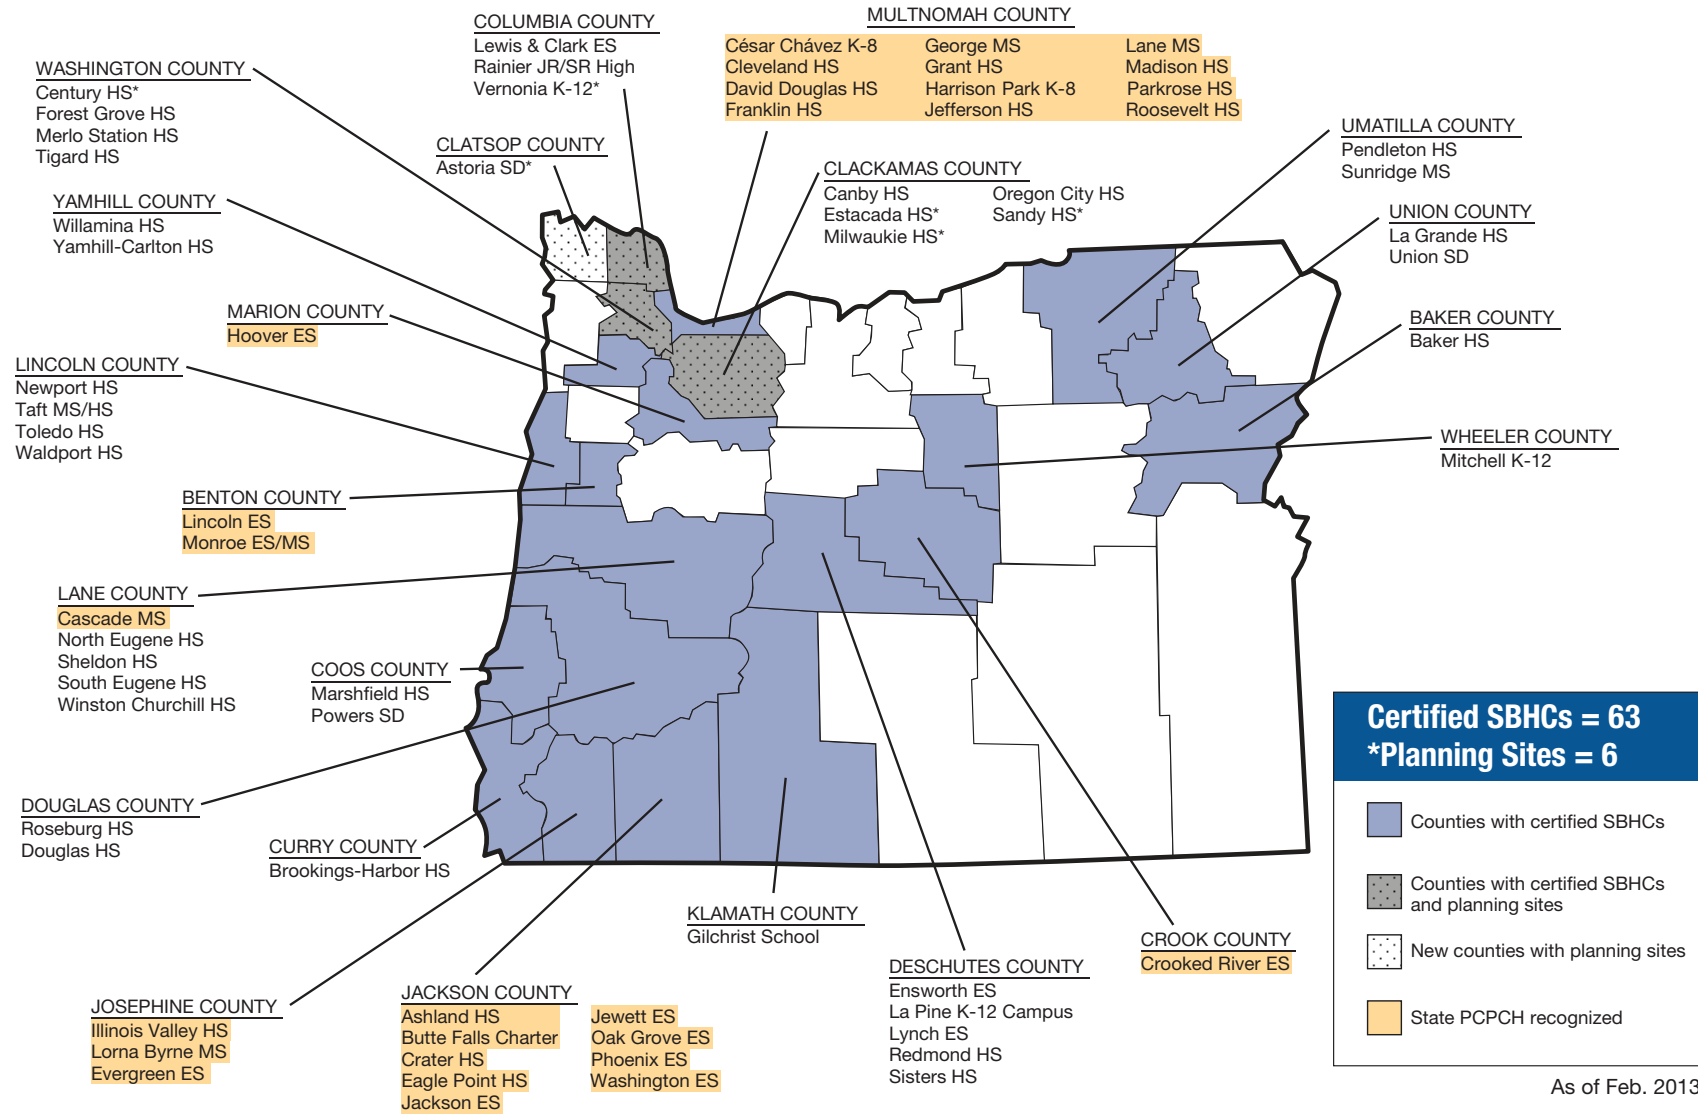 COLUMBIA COUNTY
Lewis & Clark ES
Rainier JR/SR High
Vernonia K-12*
MULTNOMAH COUNTY
César Chávez K-8
Cleveland HS
David Douglas HS
Franklin HS
George MS
Grant HS
Harrison Park K-8
Jefferson HS
Lane MS
Madison HS
Parkrose HS
Roosevelt HS
WASHINGTON COUNTY
Century HS*
Forest Grove HS
Merlo Station HS
Tigard HS
CLATSOP COUNTY
Astoria SD*
CLACKAMAS COUNTY
Canby HS
Estacada HS*
Milwaukie HS*
Oregon City HS
Sandy HS*
UMATILLA COUNTY
Pendleton HS
Sunridge MS
YAMHILL COUNTY
Willamina HS
Yamhill-Carlton HS
UNION COUNTY
La Grande HS
Union SD
MARION COUNTY
Hoover ES
BAKER COUNTY
Baker HS
LINCOLN COUNTY
Newport HS
Taft MS/HS
Toledo HS
Waldport HS
WHEELER COUNTY
Mitchell K-12
BENTON COUNTY
Lincoln ES
Monroe ES/MS
LANE COUNTY
Cascade MS
North Eugene HS
Sheldon HS
South Eugene HS
Winston Churchill HS
COOS COUNTY
Marshfield HS
Powers SD
DOUGLAS COUNTY
Roseburg HS
Douglas HS
CURRY COUNTY
Brookings-Harbor HS
KLAMATH COUNTY
Gilchrist School
CROOK COUNTY
Crooked River ES
DESCHUTES COUNTY
Ensworth ES
La Pine K-12 Campus
Lynch ES
Redmond HS
Sisters HS
JOSEPHINE COUNTY
Illinois Valley HS
Lorna Byrne MS
Evergreen ES
JACKSON COUNTY
Ashland HS
Butte Falls Charter
Crater HS
Eagle Point HS
Jackson ES
Jewett ES
Oak Grove ES
Phoenix ES
Washington ES
Certified SBHCs = 63
*Planning Sites = 6
Counties with certified SBHCs
Counties with certified SBHCs
and planning sites
New counties with planning sites
State PCPCH recognized
As of Feb. 2013